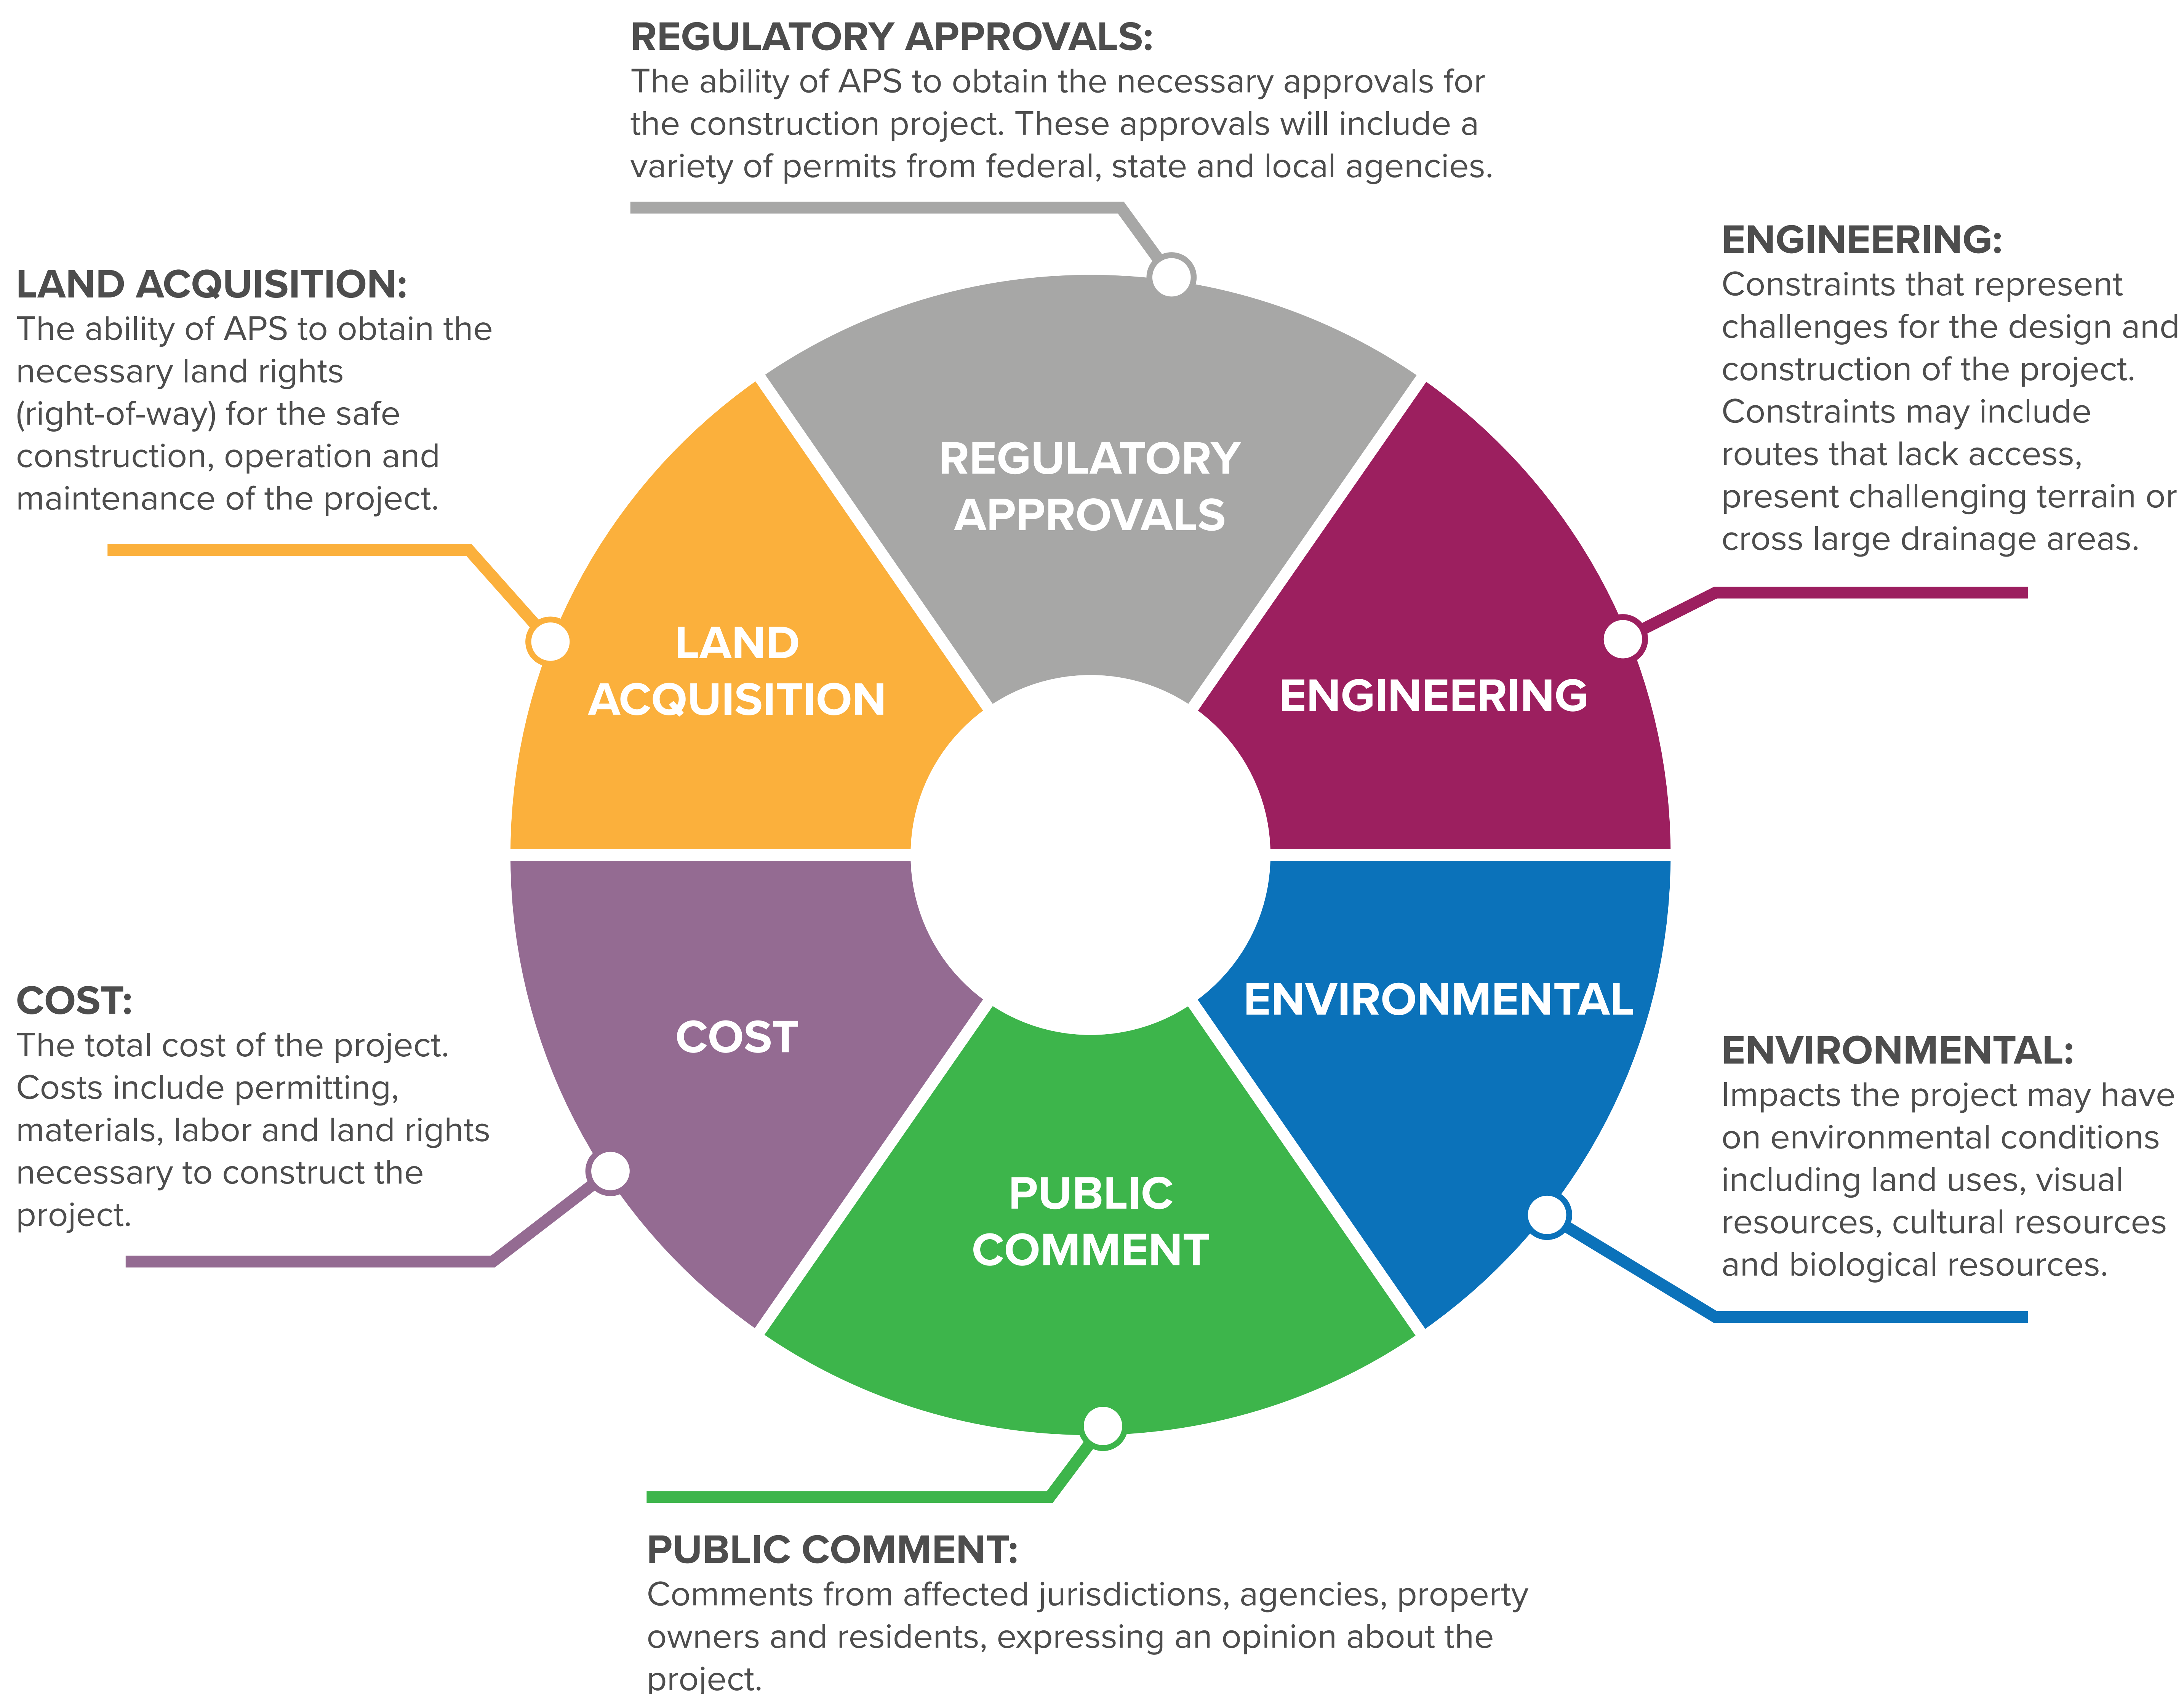 REGULATORY APPROVALS:
The ability of APS to obtain the necessary approvals for
the construction project. These approvals will include a
variety of permits from federal, state and local agencies.
ENGINEERING:
Constraints that represent
challenges for the design and
construction of the project.
Constraints may include
routes that lack access,
present challenging terrain or
cross large drainage areas.
LAND ACQUISITION:
The ability of APS to obtain the
necessary land rights
(right-of-way) for the safe
construction, operation and
maintenance of the project.
REGULATORY
APPROVALS
LAND
ACQUISITION
ENGINEERING
COST
ENVIRONMENTAL
PUBLIC
COMMENT
COST:
The total cost of the project.
Costs include permitting,
materials, labor and land rights
necessary to construct the
project.
ENVIRONMENTAL:
Impacts the project may have
on environmental conditions
including land uses, visual
resources, cultural resources
and biological resources.
PUBLIC COMMENT:
Comments from affected jurisdictions, agencies, property
owners and residents, expressing an opinion about the
project.